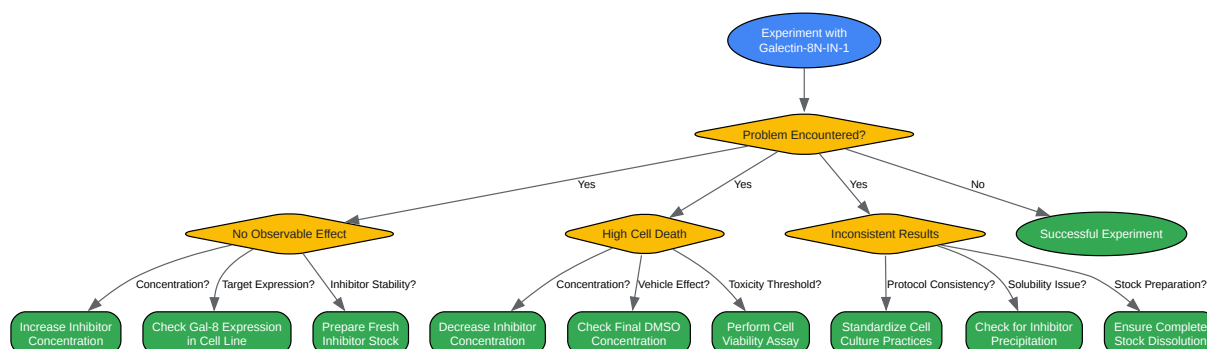 Experiment with
Galectin-8N-IN-1
Problem Encountered?
Yes
Yes
Yes
No
No Observable Effect
High Cell Death
Inconsistent Results
Successful Experiment
Concentration?
Target Expression?
Inhibitor Stability?
Concentration?
Vehicle Effect?
Toxicity Threshold?
Protocol Consistency?
Solubility Issue?
Stock Preparation?
Increase Inhibitor
Concentration
Check Gal-8 Expression
in Cell Line
Prepare Fresh
Inhibitor Stock
Decrease Inhibitor
Concentration
Check Final DMSO
Concentration
Perform Cell
Viability Assay
Standardize Cell
Culture Practices
Check for Inhibitor
Precipitation
Ensure Complete
Stock Dissolution